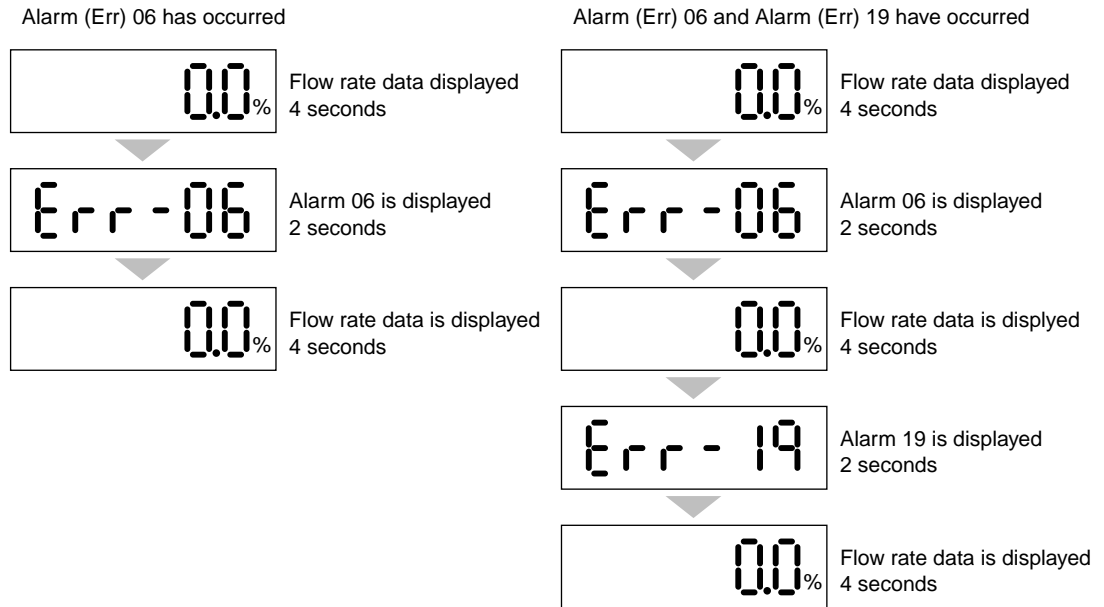 Alarm (Err) 06 has occurred
0.0%
Flow rate data displayed
4 seconds
Err-06
Alarm 06 is displayed
2 seconds
0.0%
Flow rate data is displayed
4 seconds
Alarm (Err) 06 and Alarm (Err) 19 have occurred
0.0%
Flow rate data displayed
4 seconds
Err-06
Alarm 06 is displayed
2 seconds
0.0%
Flow rate data is displyed
4 seconds
Err-19
Alarm 19 is displayed
2 seconds
0.0%
Flow rate data is displayed
4 seconds